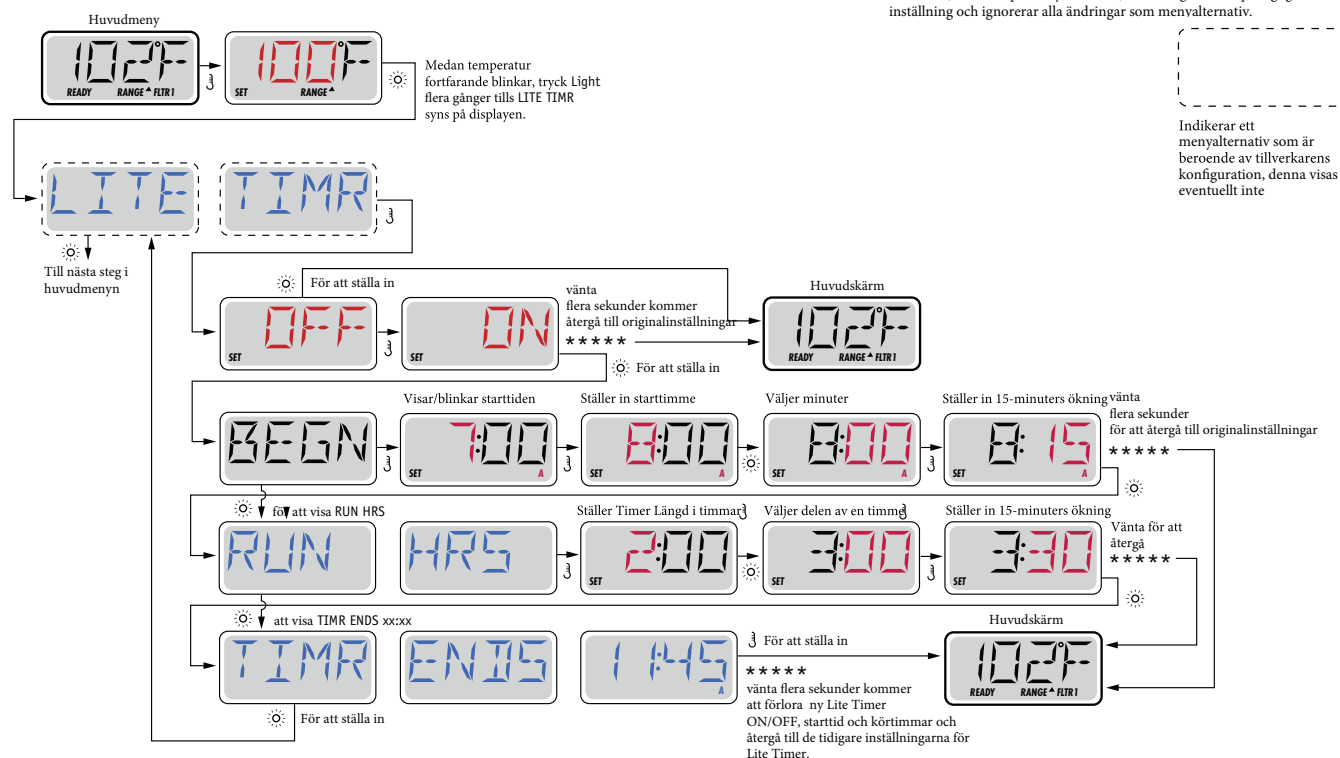 inställning och ignorerar alla ändringar som menyalternativ.
Huvudmeny
102°F
READY RANGE FLTR1
100°F
SET RANGE
Medan temperatur
fortfarande blinkar, tryck Light
flera gånger tills LITE TIMR
syns på displayen.
Indikerar ett
menyalternativ som är
beroende av tillverkarens
konfiguration, denna visas
eventuellt inte
LITE TIMR
Till nästa steg i
huvudmenyn
För att ställa in
OFF
SET
ON
SET
vänta
flera sekunder kommer
återgå till originalinställningar
*****
Huvudskärm
102°F
READY RANGE FLTR1
För att ställa in
BEGN
Visar/blinkar starttiden
7:00
SET A
Ställer in starttimme
8:00
SET A
Väljer minuter
8:00
SET A
Ställer in 15-minuters ökning
8:15
SET A
vänta
flera sekunder
för att återgå till originalinställningar
*****
för att visa RUN HRS
RUN HRS
Ställer Timer Längd i timmar
2:00
SET
Väljer delen av en timme
3:00
SET
Ställer in 15-minuters ökning
3:30
SET
Vänta för att
återgå
*****
att visa TIMR ENDS xx:xx
TIMR ENDS 11:45
A
För att ställa in
*****
vänta flera sekunder kommer
att förlora ny Lite Timer
ON/OFF, starttid och körtimmar och
återgå till de tidigare inställningarna för
Lite Timer.
Huvudskärm
102°F
READY RANGE FLTR1
För att ställa in